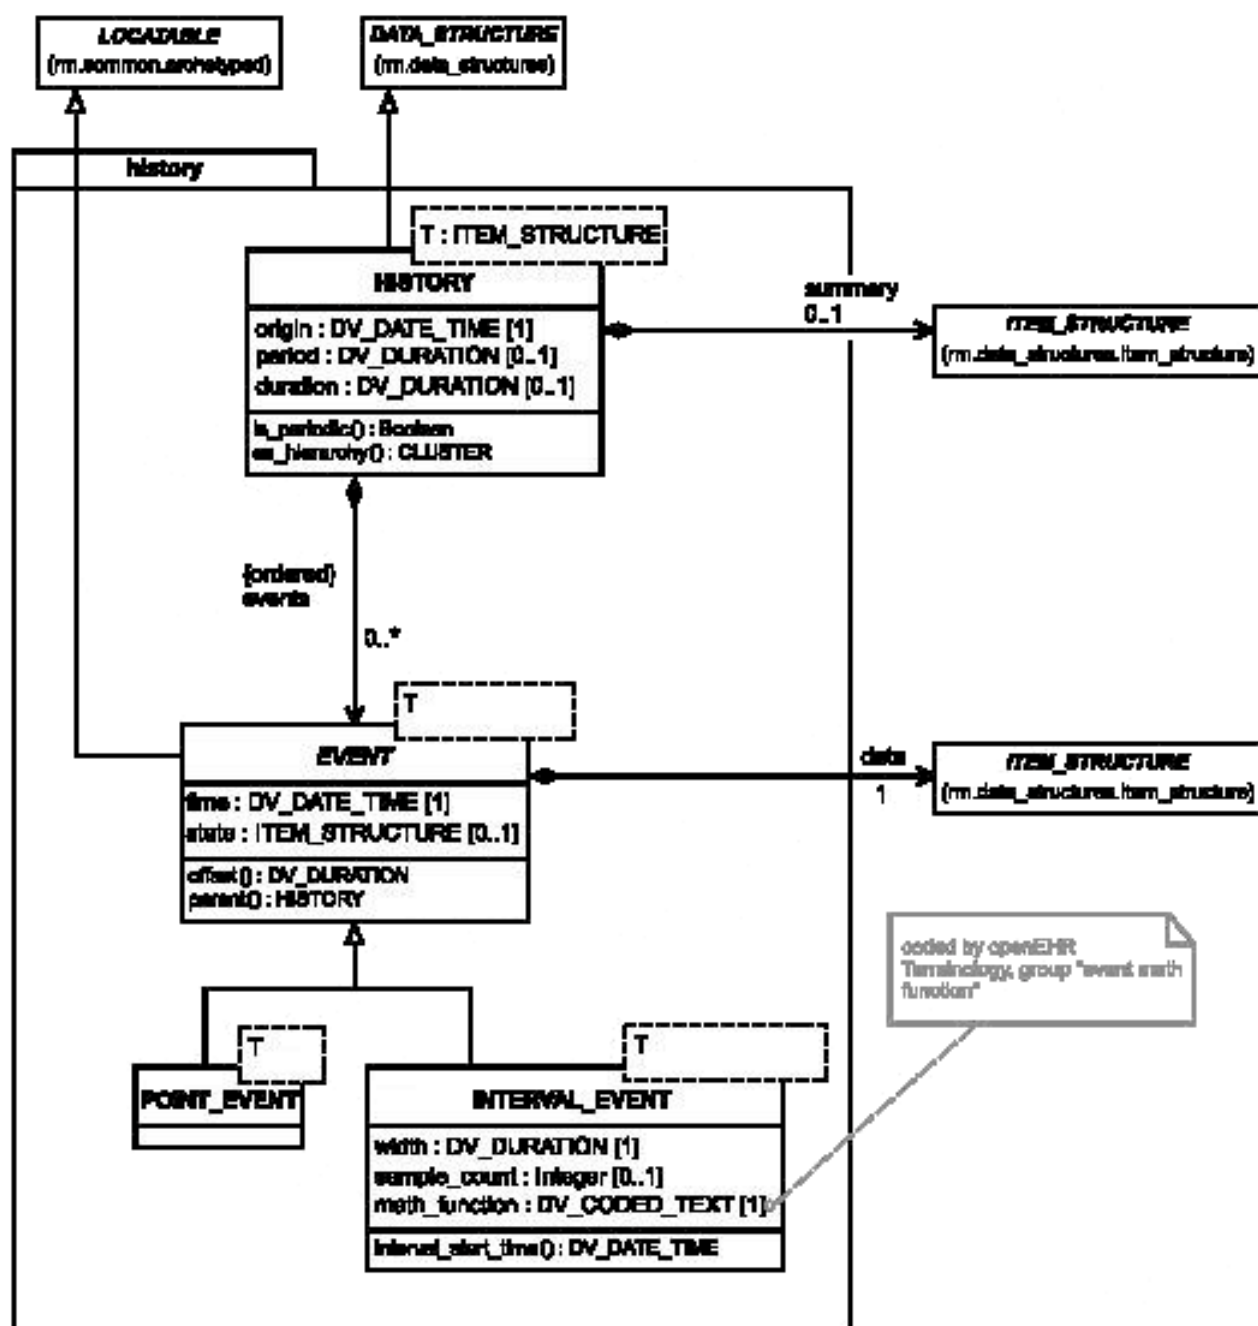 LOCATABLE
(rm.common.archetyped)
DATA_STRUCTURE
(rm.data_structures)
history
T : ITEM_STRUCTURE
HISTORY
origin : DV_DATE_TIME [1]
period : DV_DURATION [0..1]
duration : DV_DURATION [0..1]
is_periodic() : Boolean
as_hierarchy() : CLUSTER
summary
0..1
ITEM_STRUCTURE
(rm.data_structures.item_structure)
{ordered}
events
0..*
T
EVENT
time : DV_DATE_TIME [1]
state : ITEM_STRUCTURE [0..1]
offset() : DV_DURATION
parent() : HISTORY
data
1
ITEM_STRUCTURE
(rm.data_structures.item_structure)
coded by openEHR
Terminology, group "event math
function"
T
POINT_EVENT
T
INTERVAL_EVENT
width : DV_DURATION [1]
sample_count : Integer [0..1]
math_function : DV_CODED_TEXT [1]
interval_start_time() : DV_DATE_TIME